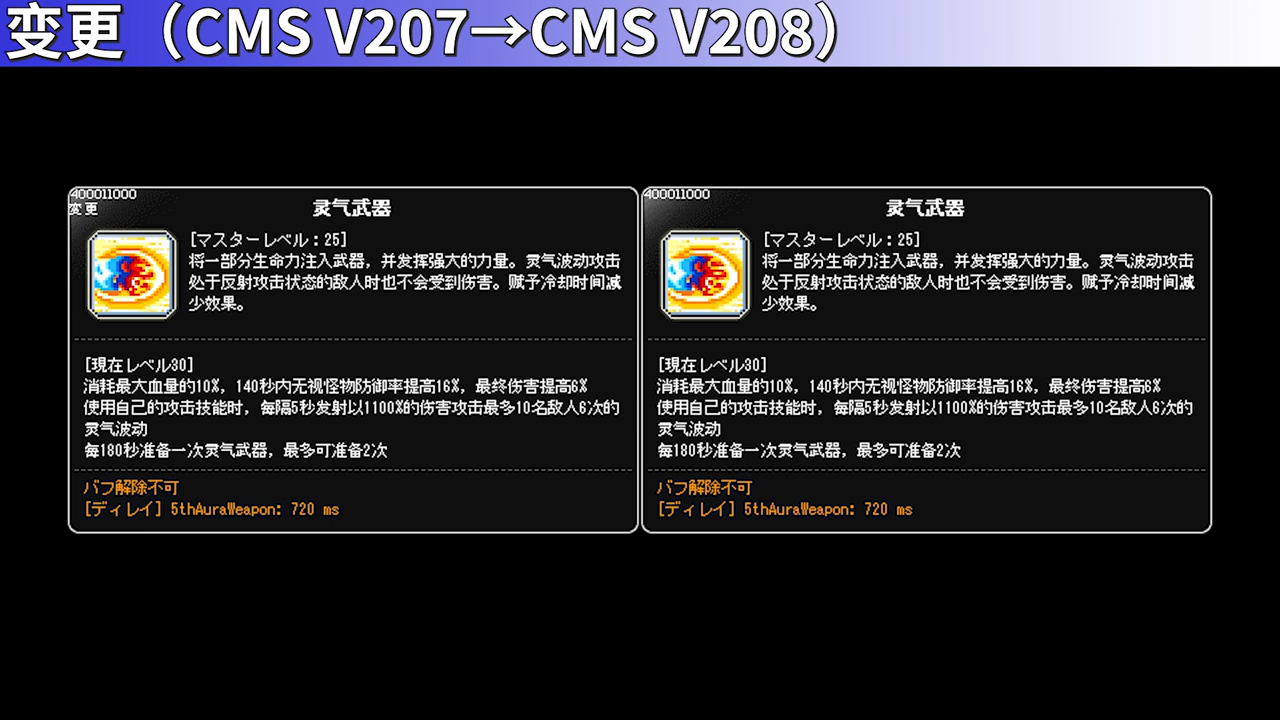 变更（CMS V207→CMS V208）
400011000
変更
灵气武器
[マスターレベル：25]
将一部分生命力注入武器，并发挥强大的力量。灵气波动攻击
处于反射攻击状态的敌人时也不会受到伤害。赋予冷却时间减
少效果。
[現在レベル30]
消耗最大血量的10%，140秒内无视怪物防御率提高16%，最终伤害提高6%
使用自己的攻击技能时，每隔5秒发射以1100%的伤害攻击最多10名敌人6次的
灵气波动
每180秒准备一次灵气武器，最多可准备2次
バフ解除不可
[ディレイ] 5thAuraWeapon: 720 ms
400011000
灵气武器
[マスターレベル：25]
将一部分生命力注入武器，并发挥强大的力量。灵气波动攻击
处于反射攻击状态的敌人时也不会受到伤害。赋予冷却时间减
少效果。
[現在レベル30]
消耗最大血量的10%，140秒内无视怪物防御率提高16%，最终伤害提高6%
使用自己的攻击技能时，每隔5秒发射以1100%的伤害攻击最多10名敌人6次的
灵气波动
每180秒准备一次灵气武器，最多可准备2次
バフ解除不可
[ディレイ] 5thAuraWeapon: 720 ms